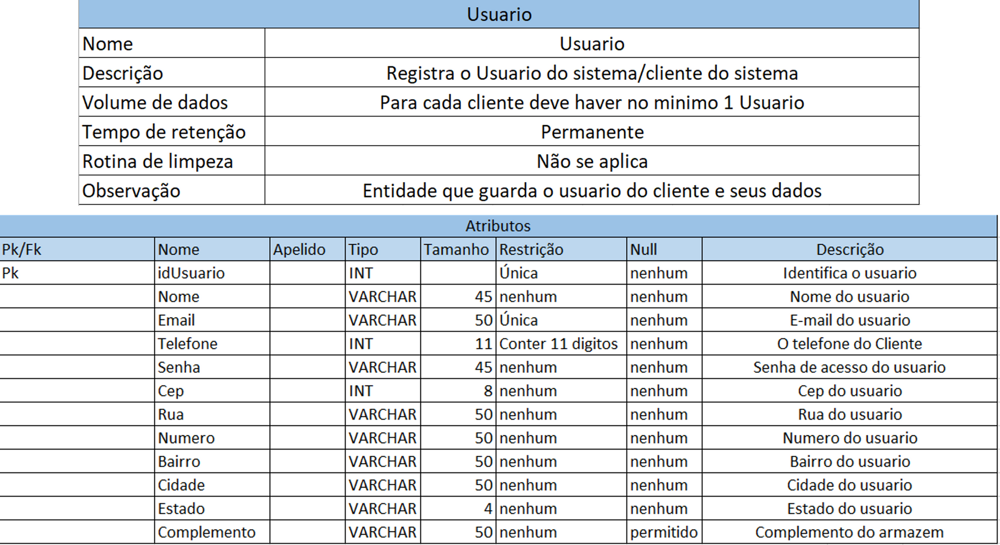 Usuario
Nome Usuario
Descrição Registra o Usuario do sistema/cliente do sistema
Volume de dados Para cada cliente deve haver no minimo 1 Usuario
Tempo de retenção Permanente
Rotina de limpeza Não se aplica
Observação Entidade que guarda o usuario do cliente e seus dados
Atributos
Pk/Fk Nome Apelido Tipo Tamanho Restrição Null Descrição
Pk idUsuario INT Única nenhum Identifica o usuario
Nome VARCHAR 45 nenhum nenhum Nome do usuario
Email VARCHAR 50 Única nenhum E-mail do usuario
Telefone INT 11 Conter 11 digitos nenhum O telefone do Cliente
Senha VARCHAR 45 nenhum nenhum Senha de acesso do usuario
Cep INT 8 nenhum nenhum Cep do usuario
Rua VARCHAR 50 nenhum nenhum Rua do usuario
Numero VARCHAR 50 nenhum nenhum Numero do usuario
Bairro VARCHAR 50 nenhum nenhum Bairro do usuario
Cidade VARCHAR 50 nenhum nenhum Cidade do usuario
Estado VARCHAR 4 nenhum nenhum Estado do usuario
Complemento VARCHAR 50 nenhum permitido Complemento do armazem